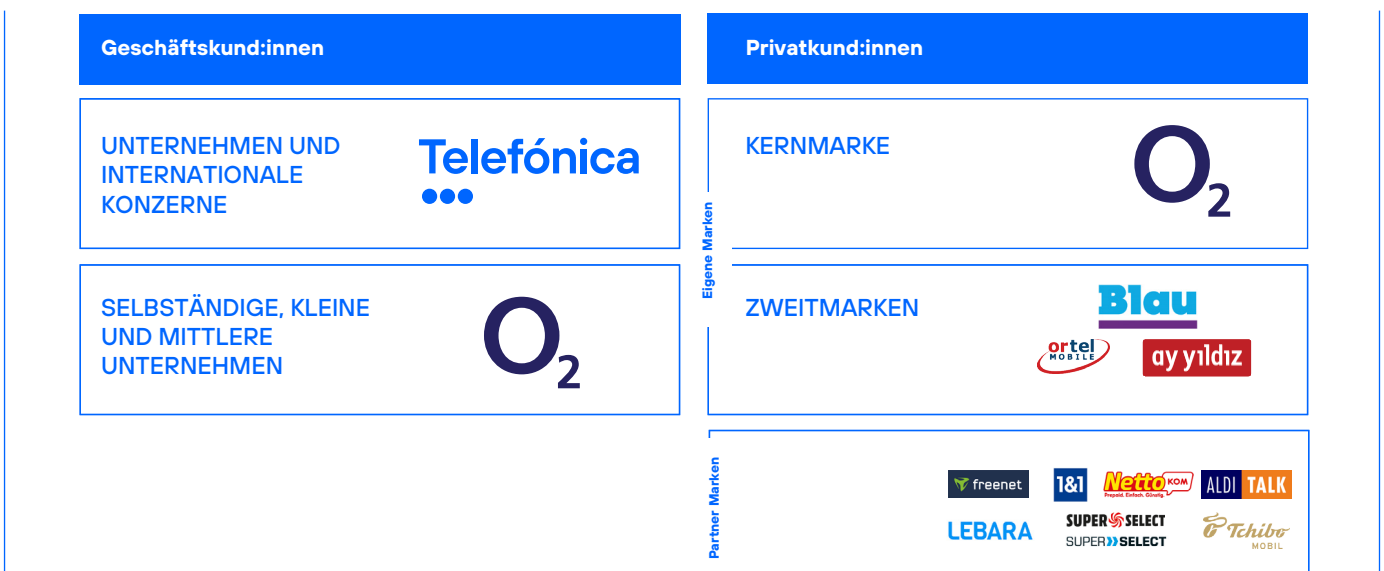 Geschäftskund:innen
UNTERNEHMEN UND
INTERNATIONALE
KONZERNE
Telefónica
SELBSTÄNDIGE, KLEINE
UND MITTLERE
UNTERNEHMEN
O2
Privatkund:innen
Eigene Marken
KERNMARKE
O2
ZWEITMARKEN
Blau
ortel
MOBILE
ay yıldız
Partner Marken
freenet
1&1
Netto KOM
Prepaid. Einfach. Günstig.
ALDI TALK
LEBARA
SUPER SELECT
SUPER SELECT
Tchibo
MOBIL